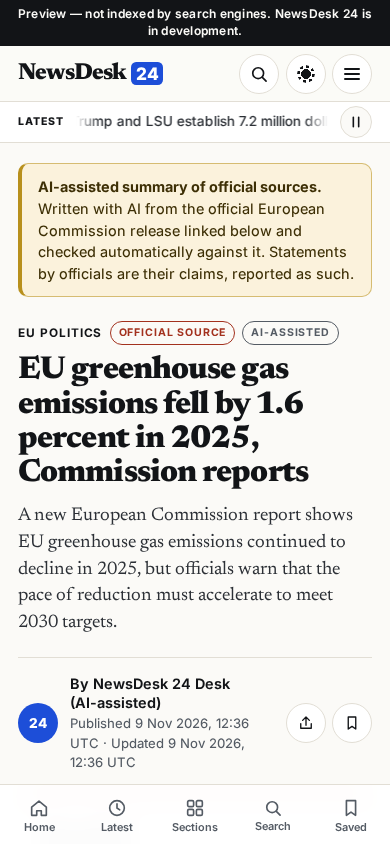 Preview — not indexed by search engines. NewsDesk 24 is
in development.
NewsDesk 24
LATEST rump and LSU establish 7.2 million dol
AI-assisted summary of official sources.
Written with AI from the official European
Commission release linked below and
checked automatically against it. Statements
by officials are their claims, reported as such.
EU POLITICS OFFICIAL SOURCE AI-ASSISTED
EU greenhouse gas
emissions fell by 1.6
percent in 2025,
Commission reports
A new European Commission report shows
EU greenhouse gas emissions continued to
decline in 2025, but officials warn that the
pace of reduction must accelerate to meet
2030 targets.
24
By NewsDesk 24 Desk
(AI-assisted)
Published 9 Nov 2026, 12:36
UTC · Updated 9 Nov 2026,
12:36 UTC
Home Latest Sections Search Saved